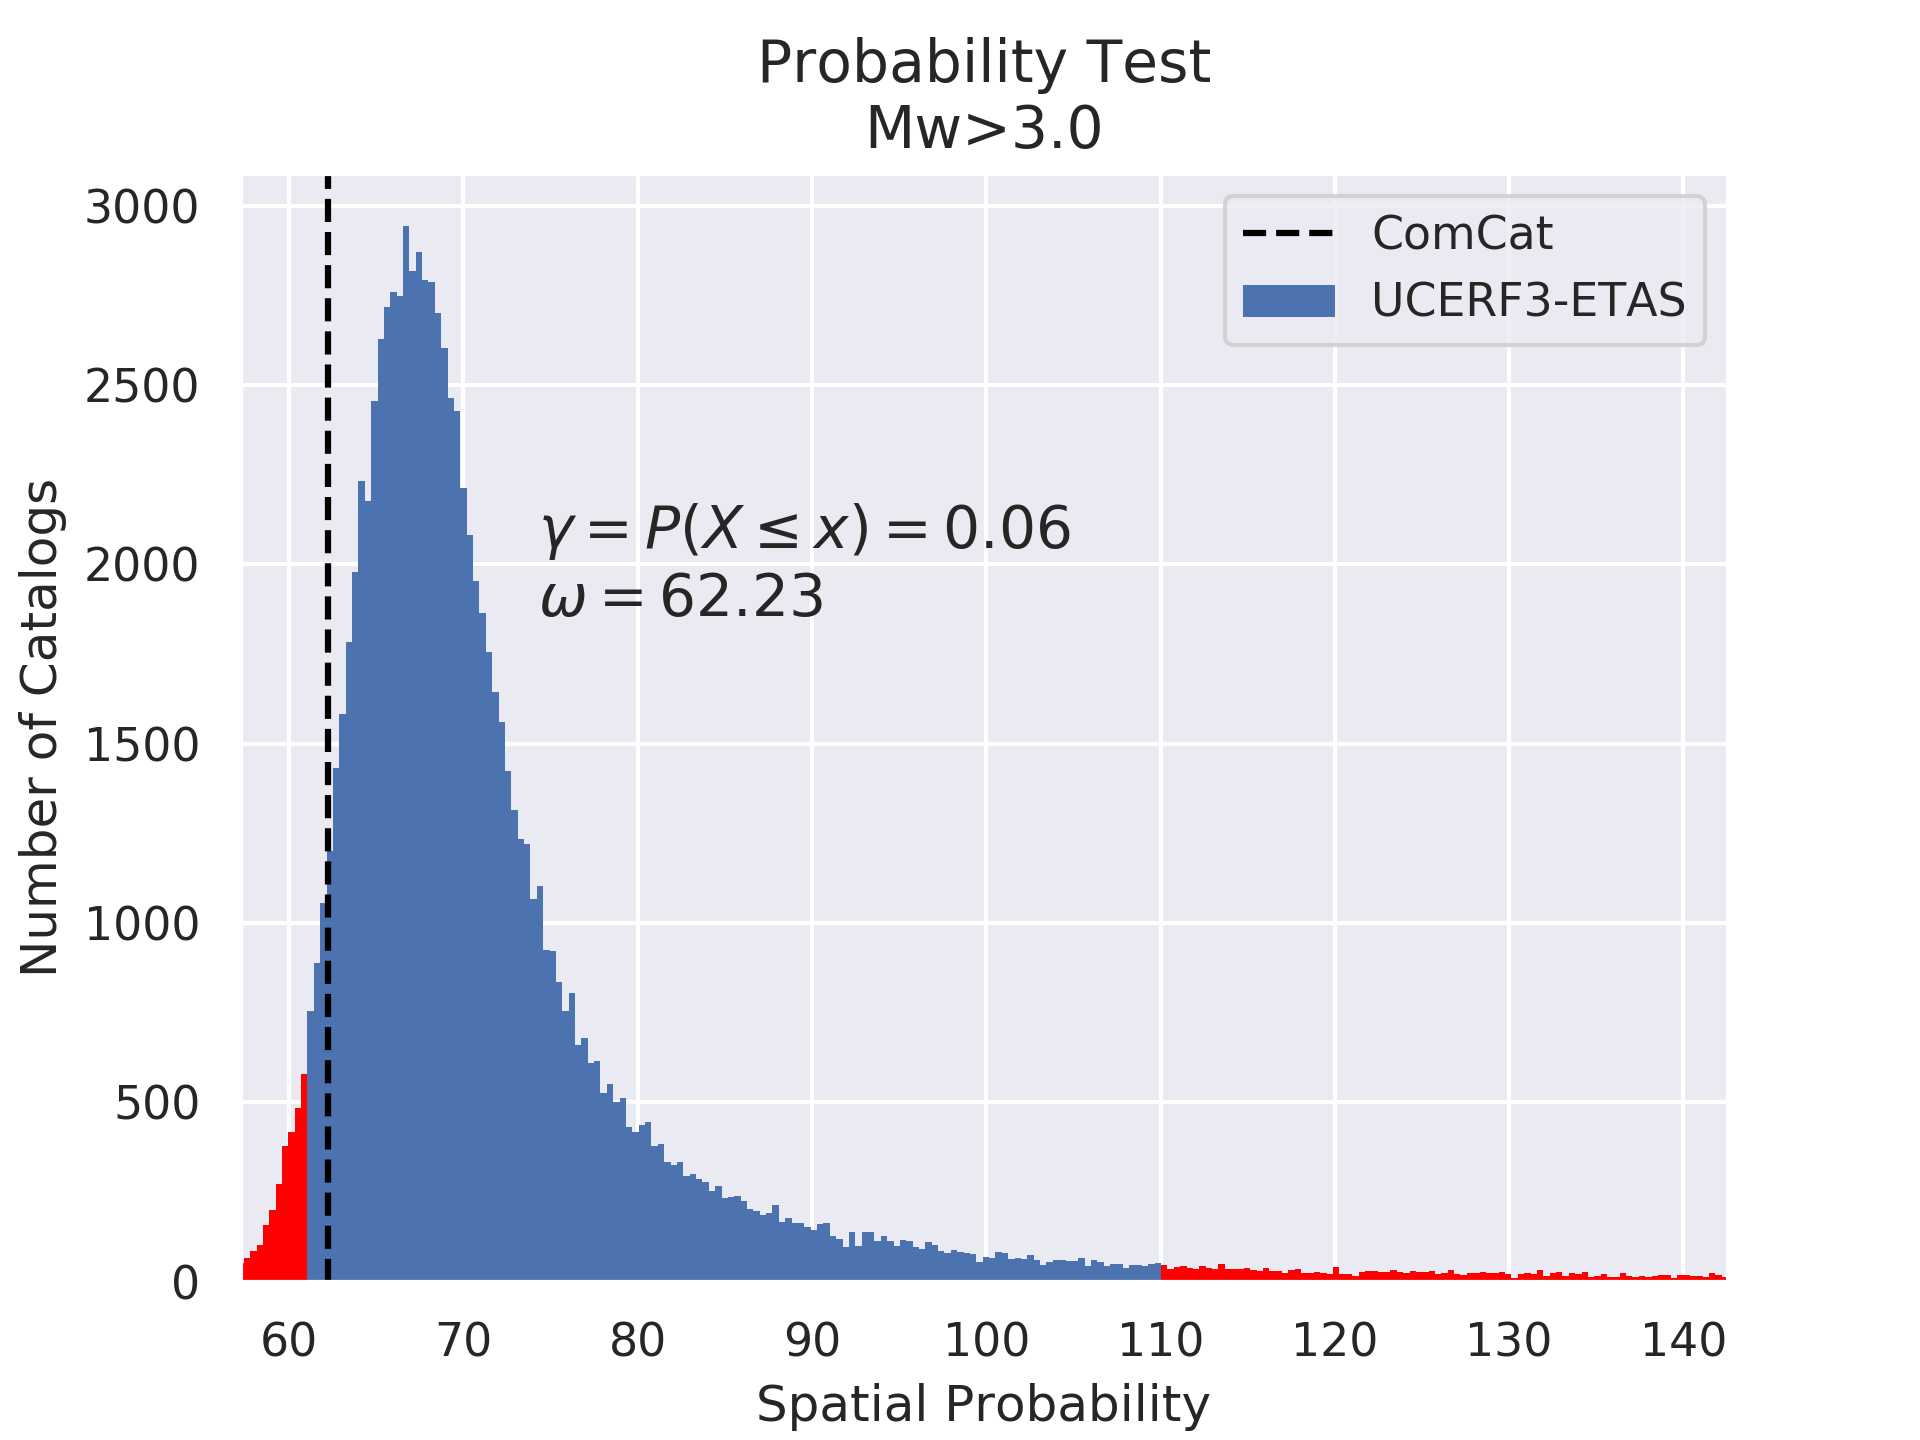 Probability Test
Mw>3.0
3000
2500
2000
1500
1000
500
0
Number of Catalogs
ComCat
UCERF3-ETAS
γ = P(X ≤ x) = 0.06
ω = 62.23
60 70 80 90 100 110 120 130 140
Spatial Probability